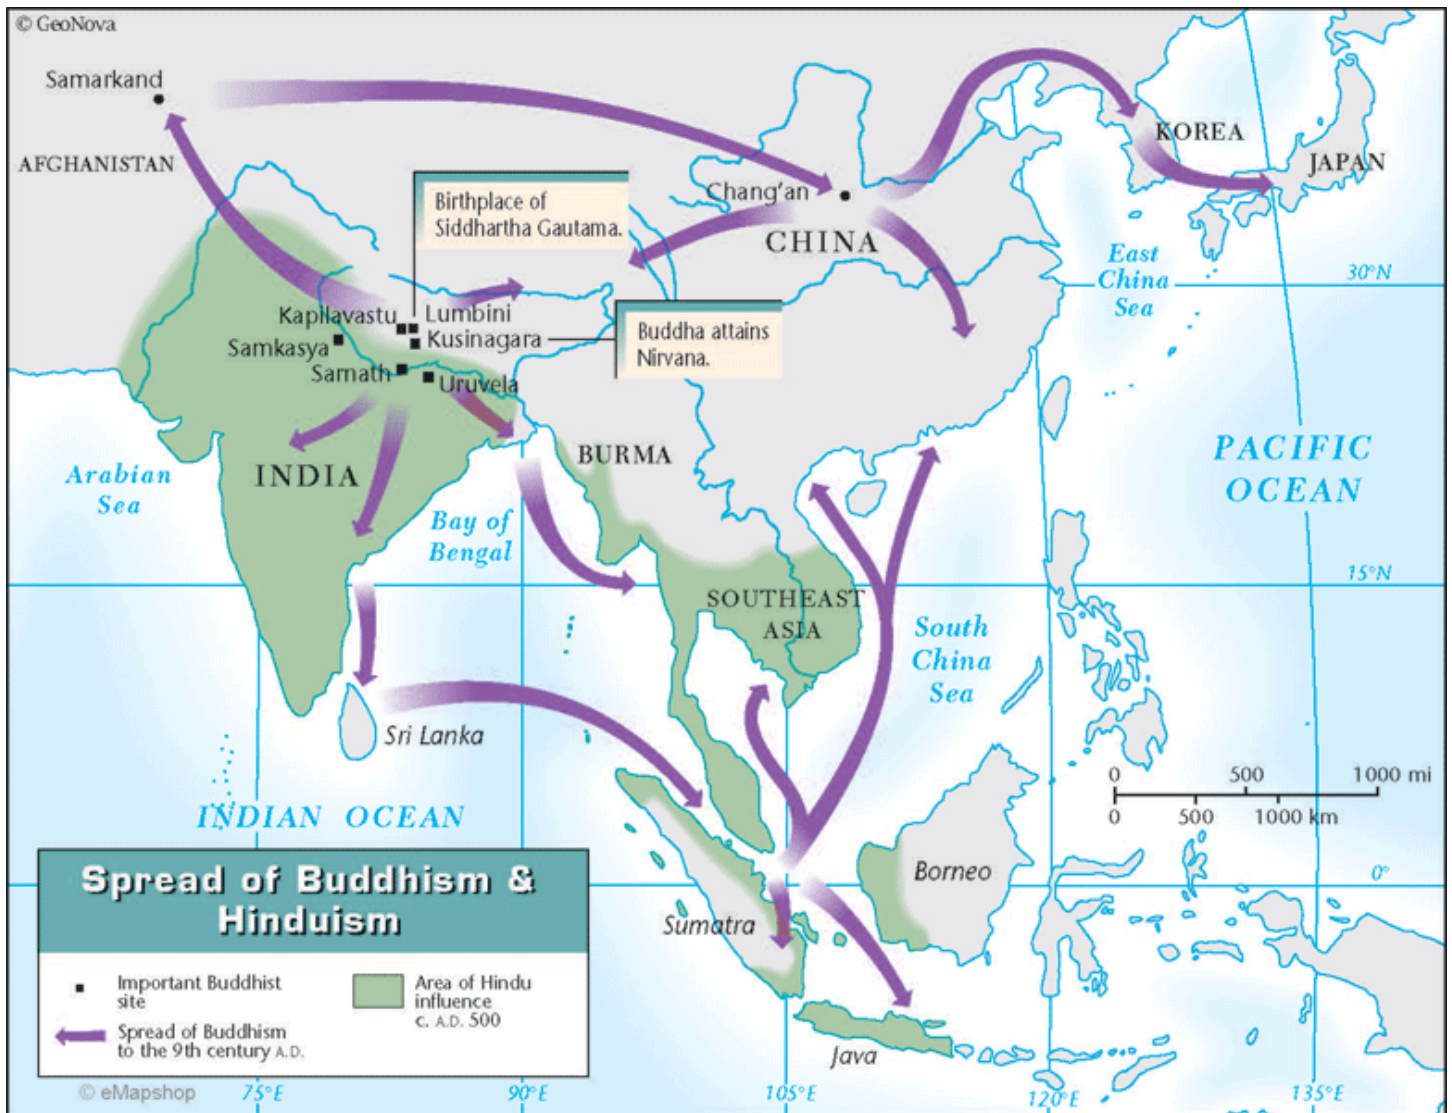 © GeoNova
Samarkand
AFGHANISTAN
Birthplace of
Siddhartha Gautama.
Chang'an
CHINA
KOREA
JAPAN
East
China
Sea
30°N
Kapilavastu
Lumbini
Kusinagara
Samkasya
Sarnath
Uruvela
Buddha attains
Nirvana.
BURMA
INDIA
Arabian
Sea
Bay of
Bengal
PACIFIC
OCEAN
15°N
SOUTHEAST
ASIA
South
China
Sea
Sri Lanka
INDIAN OCEAN
0 500 1000 mi
0 500 1000 km
Borneo
0°
Sumatra
Java
Spread of Buddhism &
Hinduism
Important Buddhist
site
Spread of Buddhism
to the 9th century A.D.
Area of Hindu
influence
c. A.D. 500
© eMapshop
75°E
90°E
105°E
120°E
135°E